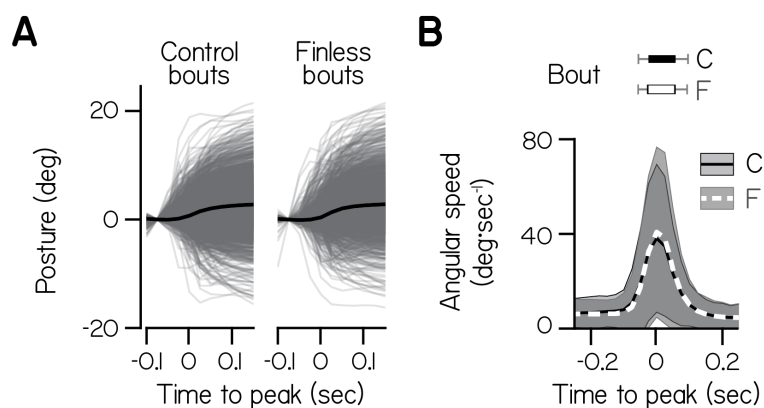 A
Control
bouts
Finless
bouts
Posture (deg)
20
0
-20
-0.1 0 0.1
-0.1 0 0.1
Time to peak (sec)
B
Bout
C
F
C
F
Angular speed
(deg·sec⁻¹)
80
40
0
-0.2 0 0.2
Time to peak (sec)